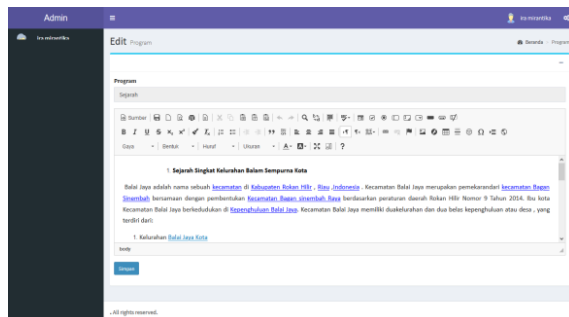 Admin
ira mirantika
ira mirantika
Edit Program
Beranda Program
Program
Sejarah
Sumber
Gaya Bentuk Huruf Ukuran
1. Sejarah Singkat Kelurahan Balam Sempurna Kota
Balai Jaya adalah nama sebuah kecamatan di Kabupaten Rokan Hilir , Riau ,Indonesia . Kecamatan Balai Jaya merupakan pemekarandari kecamatan Bagan
Sinembah bersamaan dengan pembentukan Kecamatan Bagan sinembah Raya berdasarkan peraturan daerah Rokan Hilir Nomor 9 Tahun 2014. Ibu kota
Kecamatan Balai Jaya berkedudukan di Kepenghuluan Balai Jaya. Kecamatan Balai Jaya memiliki duakelurahan dan dua belas kepenghuluan atau desa , yang
terdiri dari:
1. Kelurahan Balai Jaya Kota
body
Simpan
. All rights reserved.